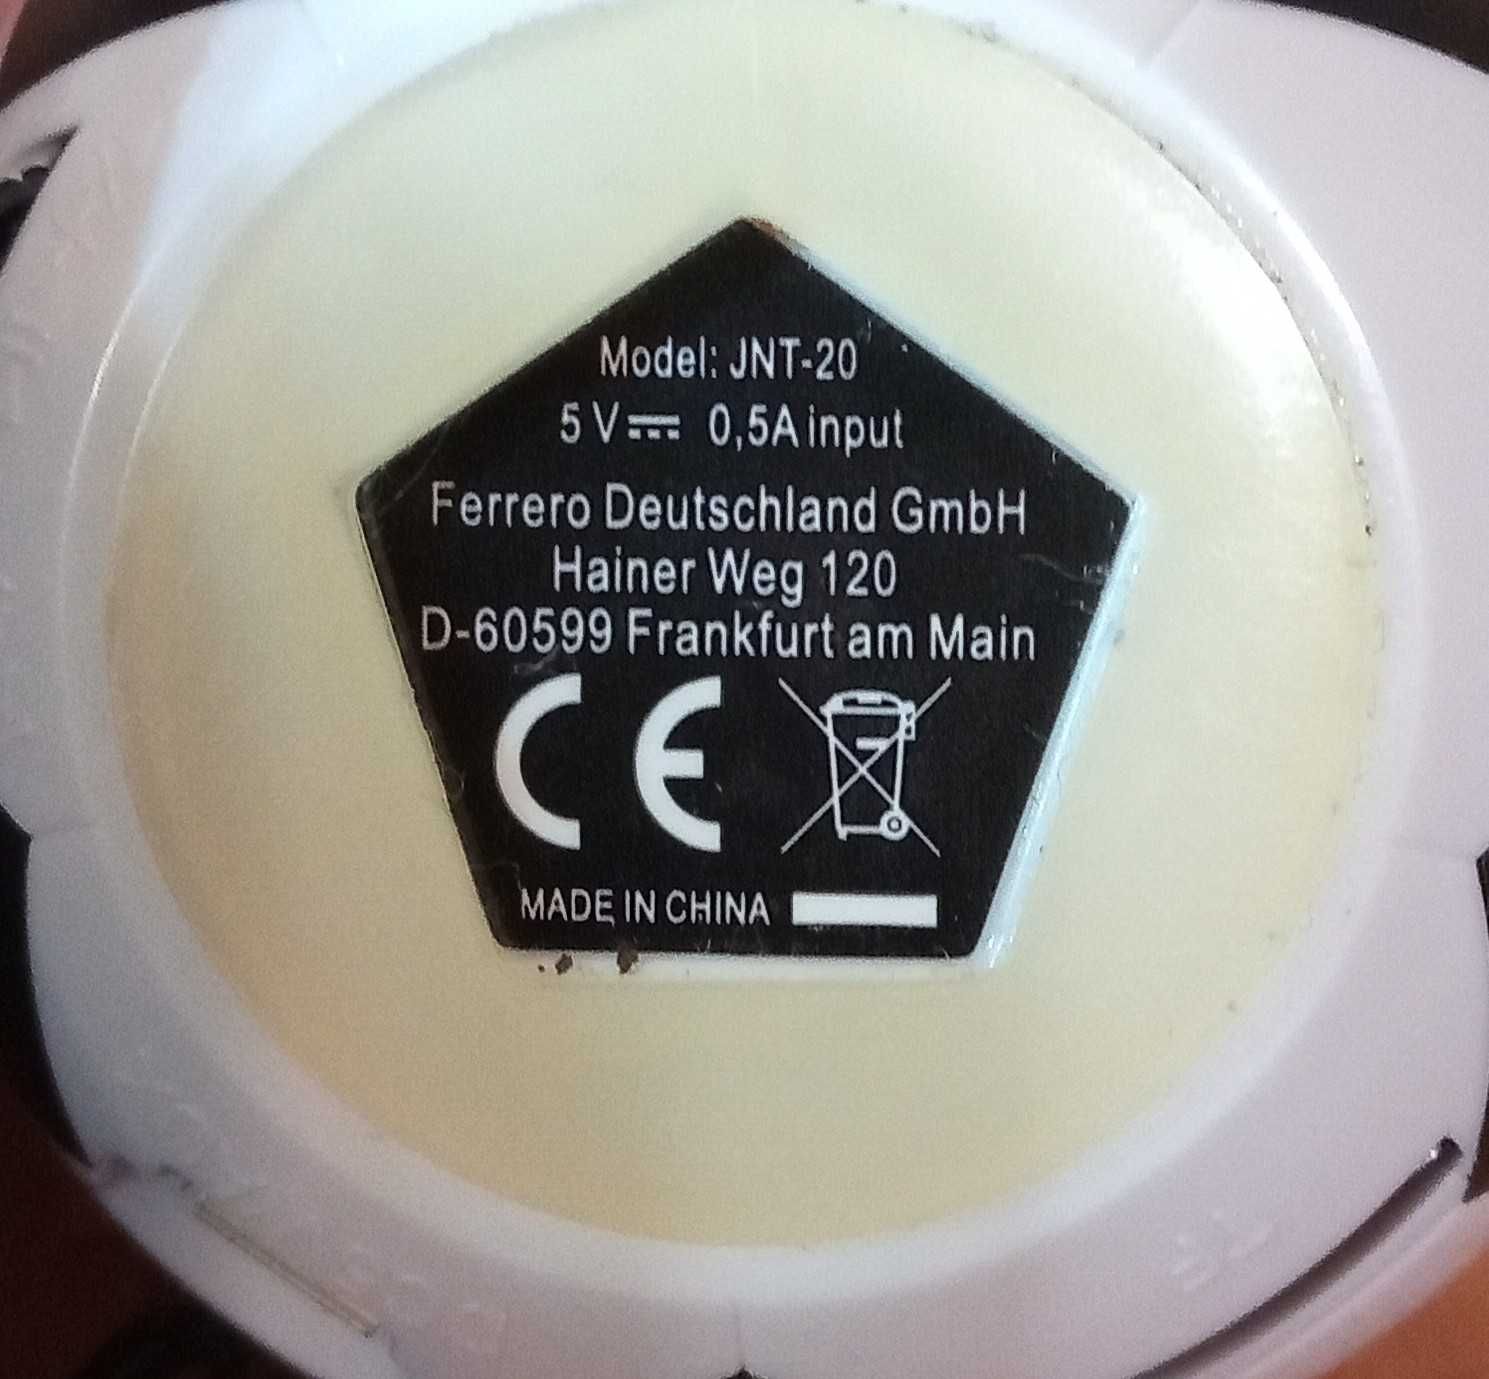 Model: JNT-20
5 V⎓ 0,5A input
Ferrero Deutschland GmbH
Hainer Weg 120
D-60599 Frankfurt am Main
CE
MADE IN CHINA